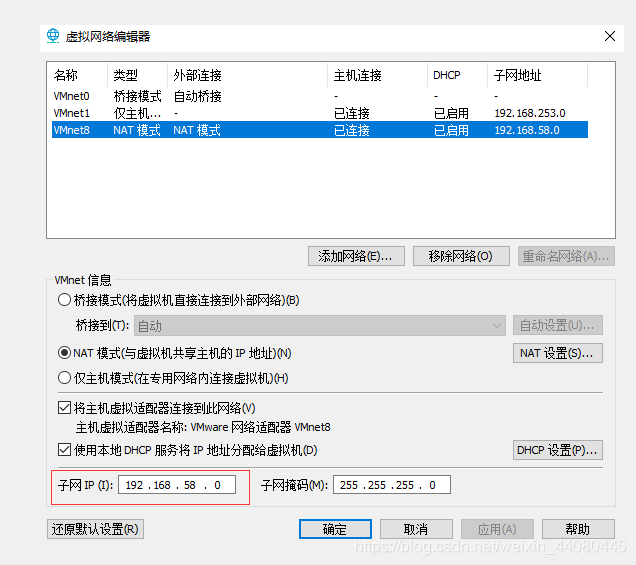 虚拟网络编辑器
名称 类型 外部连接 主机连接 DHCP 子网地址
VMnet0 桥接模式 自动桥接 - - -
VMnet1 仅主机... - 已连接 已启用 192.168.253.0
VMnet8 NAT 模式 NAT 模式 已连接 已启用 192.168.58.0
添加网络(E)... 移除网络(O) 重命名网络(A)...
VMnet 信息
桥接模式(将虚拟机直接连接到外部网络)(B)
桥接到(T): 自动 自动设置(U)...
NAT 模式(与虚拟机共享主机的 IP 地址)(N) NAT 设置(S)...
仅主机模式(在专用网络内连接虚拟机)(H)
将主机虚拟适配器连接到此网络(V)
主机虚拟适配器名称: VMware 网络适配器 VMnet8
使用本地 DHCP 服务将 IP 地址分配给虚拟机(D) DHCP 设置(P)...
子网 IP (I): 192 .168 . 58 . 0 子网掩码(M): 255 .255 .255 . 0
还原默认设置(R) 确定 取消 应用(A) 帮助
https://blog.csdn.net/weixin_44080445